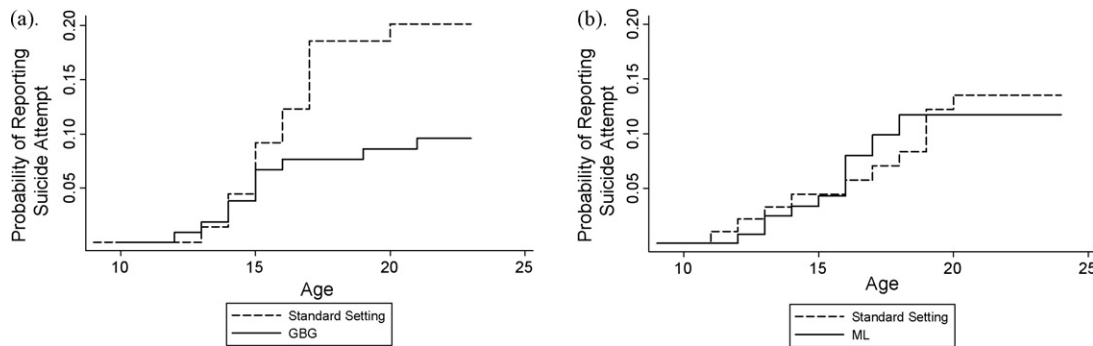 (a).
Probability of Reporting
Suicide Attempt
0.20
0.15
0.10
0.05
10
15
20
25
Age
Standard Setting
GBG
(b).
Probability of Reporting
Suicide Attempt
0.20
0.15
0.10
0.05
10
15
20
25
Age
Standard Setting
ML